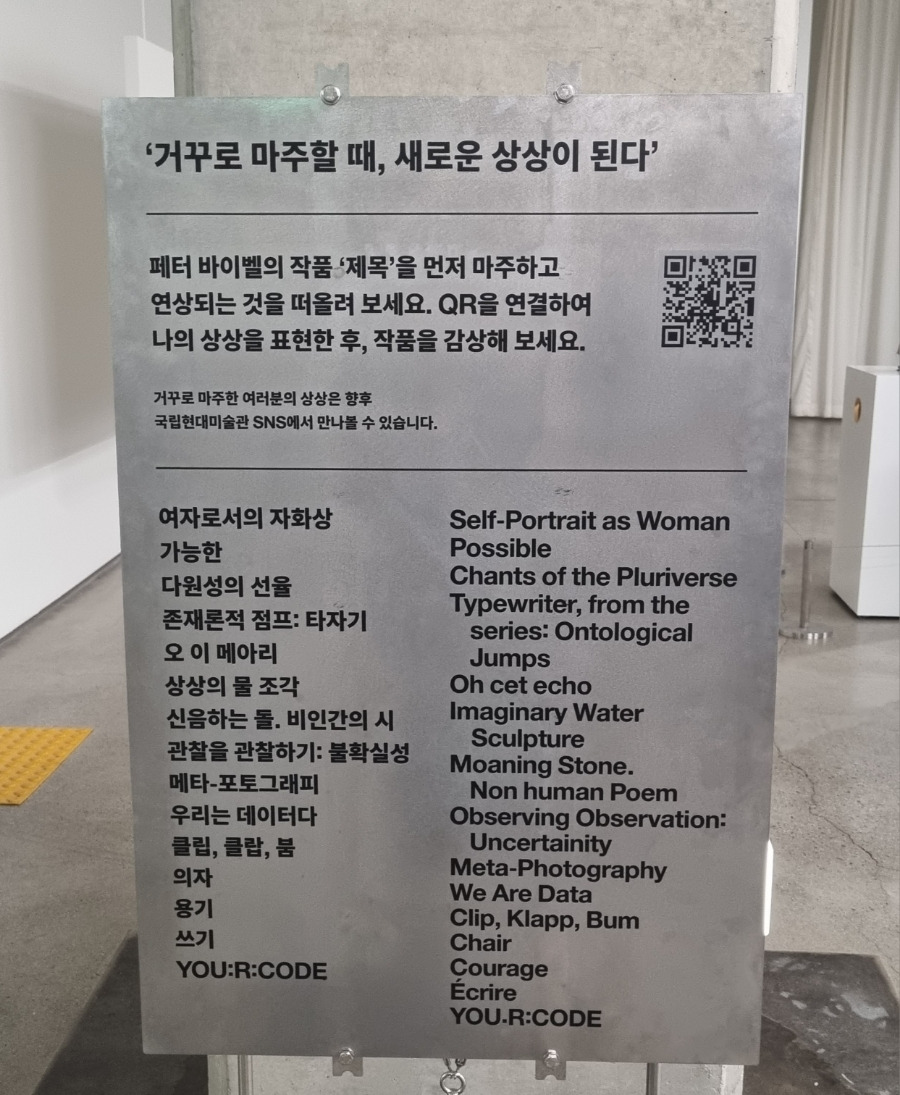 ‘거꾸로 마주할 때, 새로운 상상이 된다’
페터 바이벨의 작품 ‘제목’을 먼저 마주하고
연상되는 것을 떠올려 보세요. QR을 연결하여
나의 상상을 표현한 후, 작품을 감상해 보세요.
거꾸로 마주한 여러분의 상상은 향후
국립현대미술관 SNS에서 만나볼 수 있습니다.
여자로서의 자화상
가능한
다원성의 선율
존재론적 점프: 타자기
오 이 메아리
상상의 물 조각
신음하는 돌. 비인간의 시
관찰을 관찰하기: 불확실성
메타-포토그래피
우리는 데이터다
클립, 클랍, 붐
의자
용기
쓰기
YOU:R:CODE
Self-Portrait as Woman
Possible
Chants of the Pluriverse
Typewriter, from the
series: Ontological
Jumps
Oh cet echo
Imaginary Water
Sculpture
Moaning Stone.
Non human Poem
Observing Observation:
Uncertainity
Meta-Photography
We Are Data
Clip, Klapp, Bum
Chair
Courage
Écrire
YOU.R:CODE